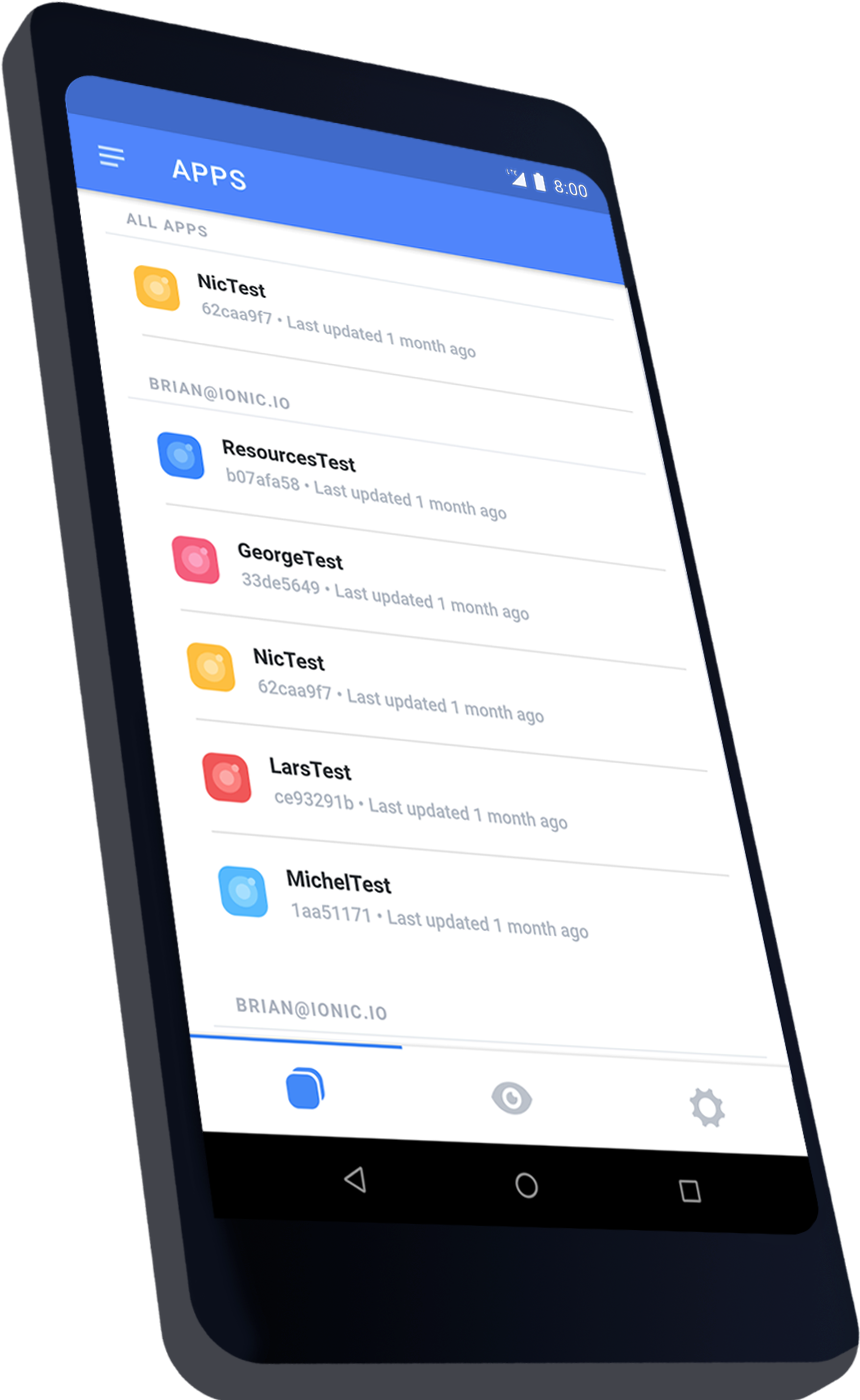 LTE 8:00
APPS
ALL APPS
NicTest
62caa9f7 • Last updated 1 month ago
BRIAN@IONIC.IO
ResourcesTest
b07afa58 • Last updated 1 month ago
GeorgeTest
33de5649 • Last updated 1 month ago
NicTest
62caa9f7 • Last updated 1 month ago
LarsTest
ce93291b • Last updated 1 month ago
MichelTest
1aa51171 • Last updated 1 month ago
BRIAN@IONIC.IO